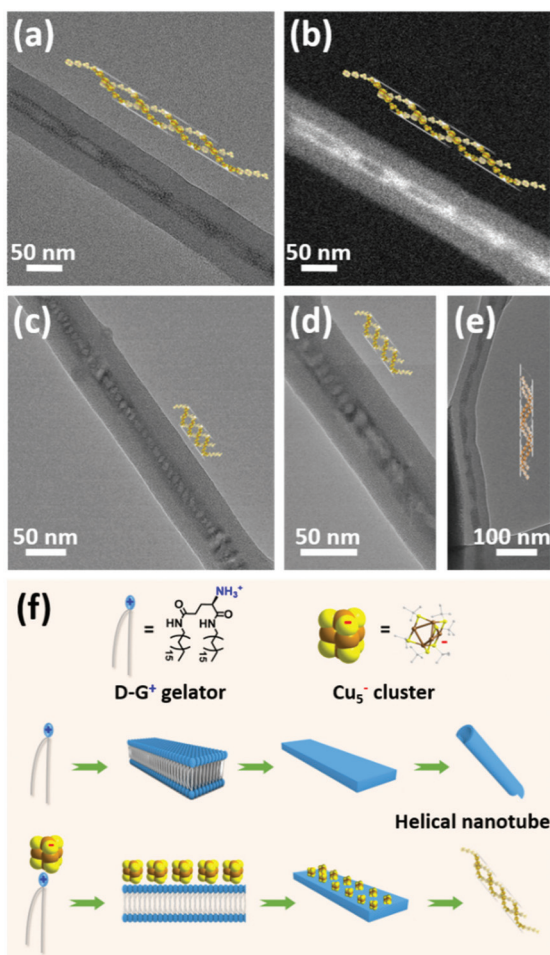 (a)
(b)
50 nm
50 nm
(c)
(d)
(e)
50 nm
50 nm
100 nm
(f)
NH₃⁺
O
O
HN
HN
=
=
15
15
D-G⁺ gelator
Cu₅⁻ cluster
Helical nanotube